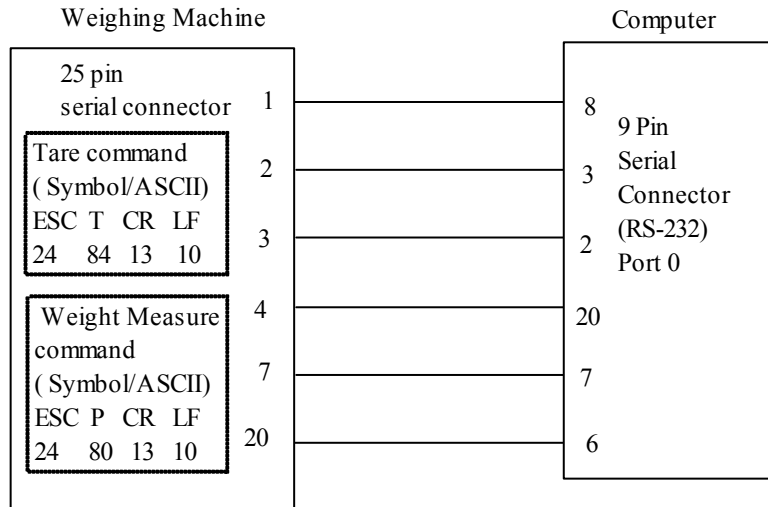 Weighing Machine
Computer
25 pin
serial connector
Tare command
( Symbol/ASCII)
ESC T CR LF
24 84 13 10
Weight Measure
command
( Symbol/ASCII)
ESC P CR LF
24 80 13 10
1
2
3
4
7
20
8
3
2
20
7
6
9 Pin
Serial
Connector
(RS-232)
Port 0